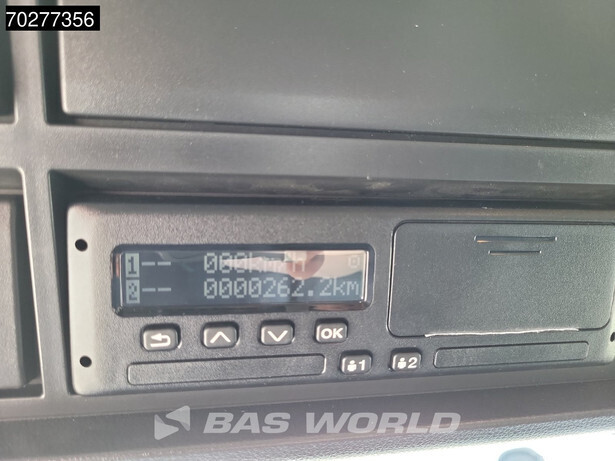 70277356
1 -- 000km/h
2 -- 0000262.2km
OK
1 2
BAS WORLD